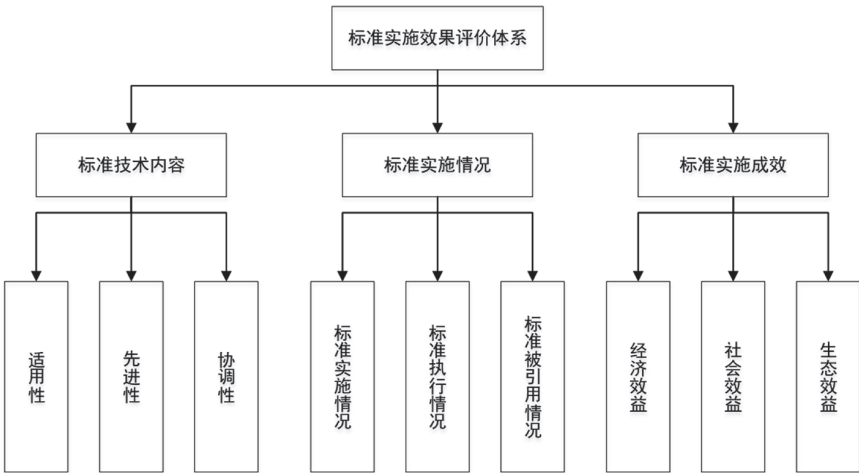 标准实施效果评价体系
标准技术内容
标准实施情况
标准实施成效
适用性
先进性
协调性
标准实施情况
标准执行情况
标准被引用情况
经济效益
社会效益
生态效益